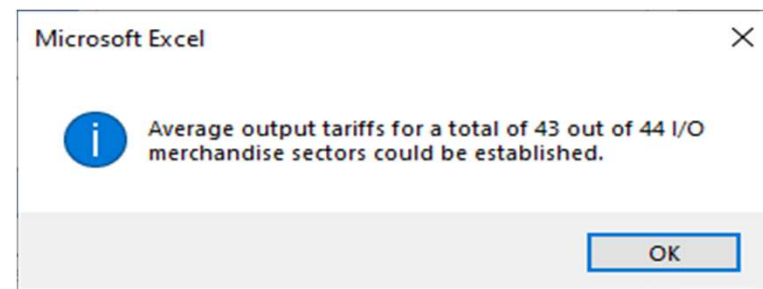 Microsoft Excel
Average output tariffs for a total of 43 out of 44 I/O
merchandise sectors could be established.
OK